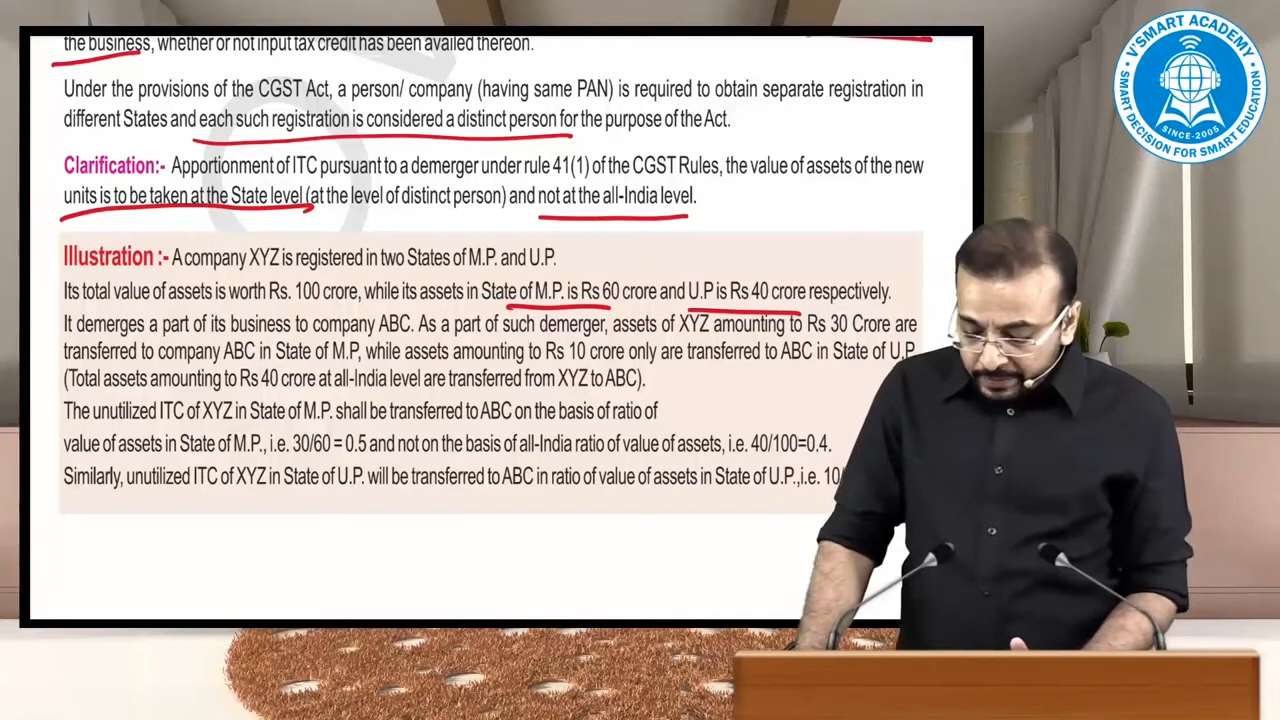 the business, whether or not input tax credit has been availed thereon.
Under the provisions of the CGST Act, a person/ company (having same PAN) is required to obtain separate registration in
different States and each such registration is considered a distinct person for the purpose of the Act.
Clarification:- Apportionment of ITC pursuant to a demerger under rule 41(1) of the CGST Rules, the value of assets of the new
units is to be taken at the State level (at the level of distinct person) and not at the all-India level.
Illustration :- A company XYZ is registered in two States of M.P. and U.P.
Its total value of assets is worth Rs. 100 crore, while its assets in State of M.P. is Rs 60 crore and U.P is Rs 40 crore respectively.
It demerges a part of its business to company ABC. As a part of such demerger, assets of XYZ amounting to Rs 30 Crore are
transferred to company ABC in State of M.P, while assets amounting to Rs 10 crore only are transferred to ABC in State of U.P
(Total assets amounting to Rs 40 crore at all-India level are transferred from XYZ to ABC).
The unutilized ITC of XYZ in State of M.P. shall be transferred to ABC on the basis of ratio of
value of assets in State of M.P., i.e. 30/60 = 0.5 and not on the basis of all-India ratio of value of assets, i.e. 40/100=0.4.
Similarly, unutilized ITC of XYZ in State of U.P. will be transferred to ABC in ratio of value of assets in State of U.P.,i.e. 10/
V'SMART ACADEMY
SMART DECISION FOR SMART EDUCATION
SINCE-2005